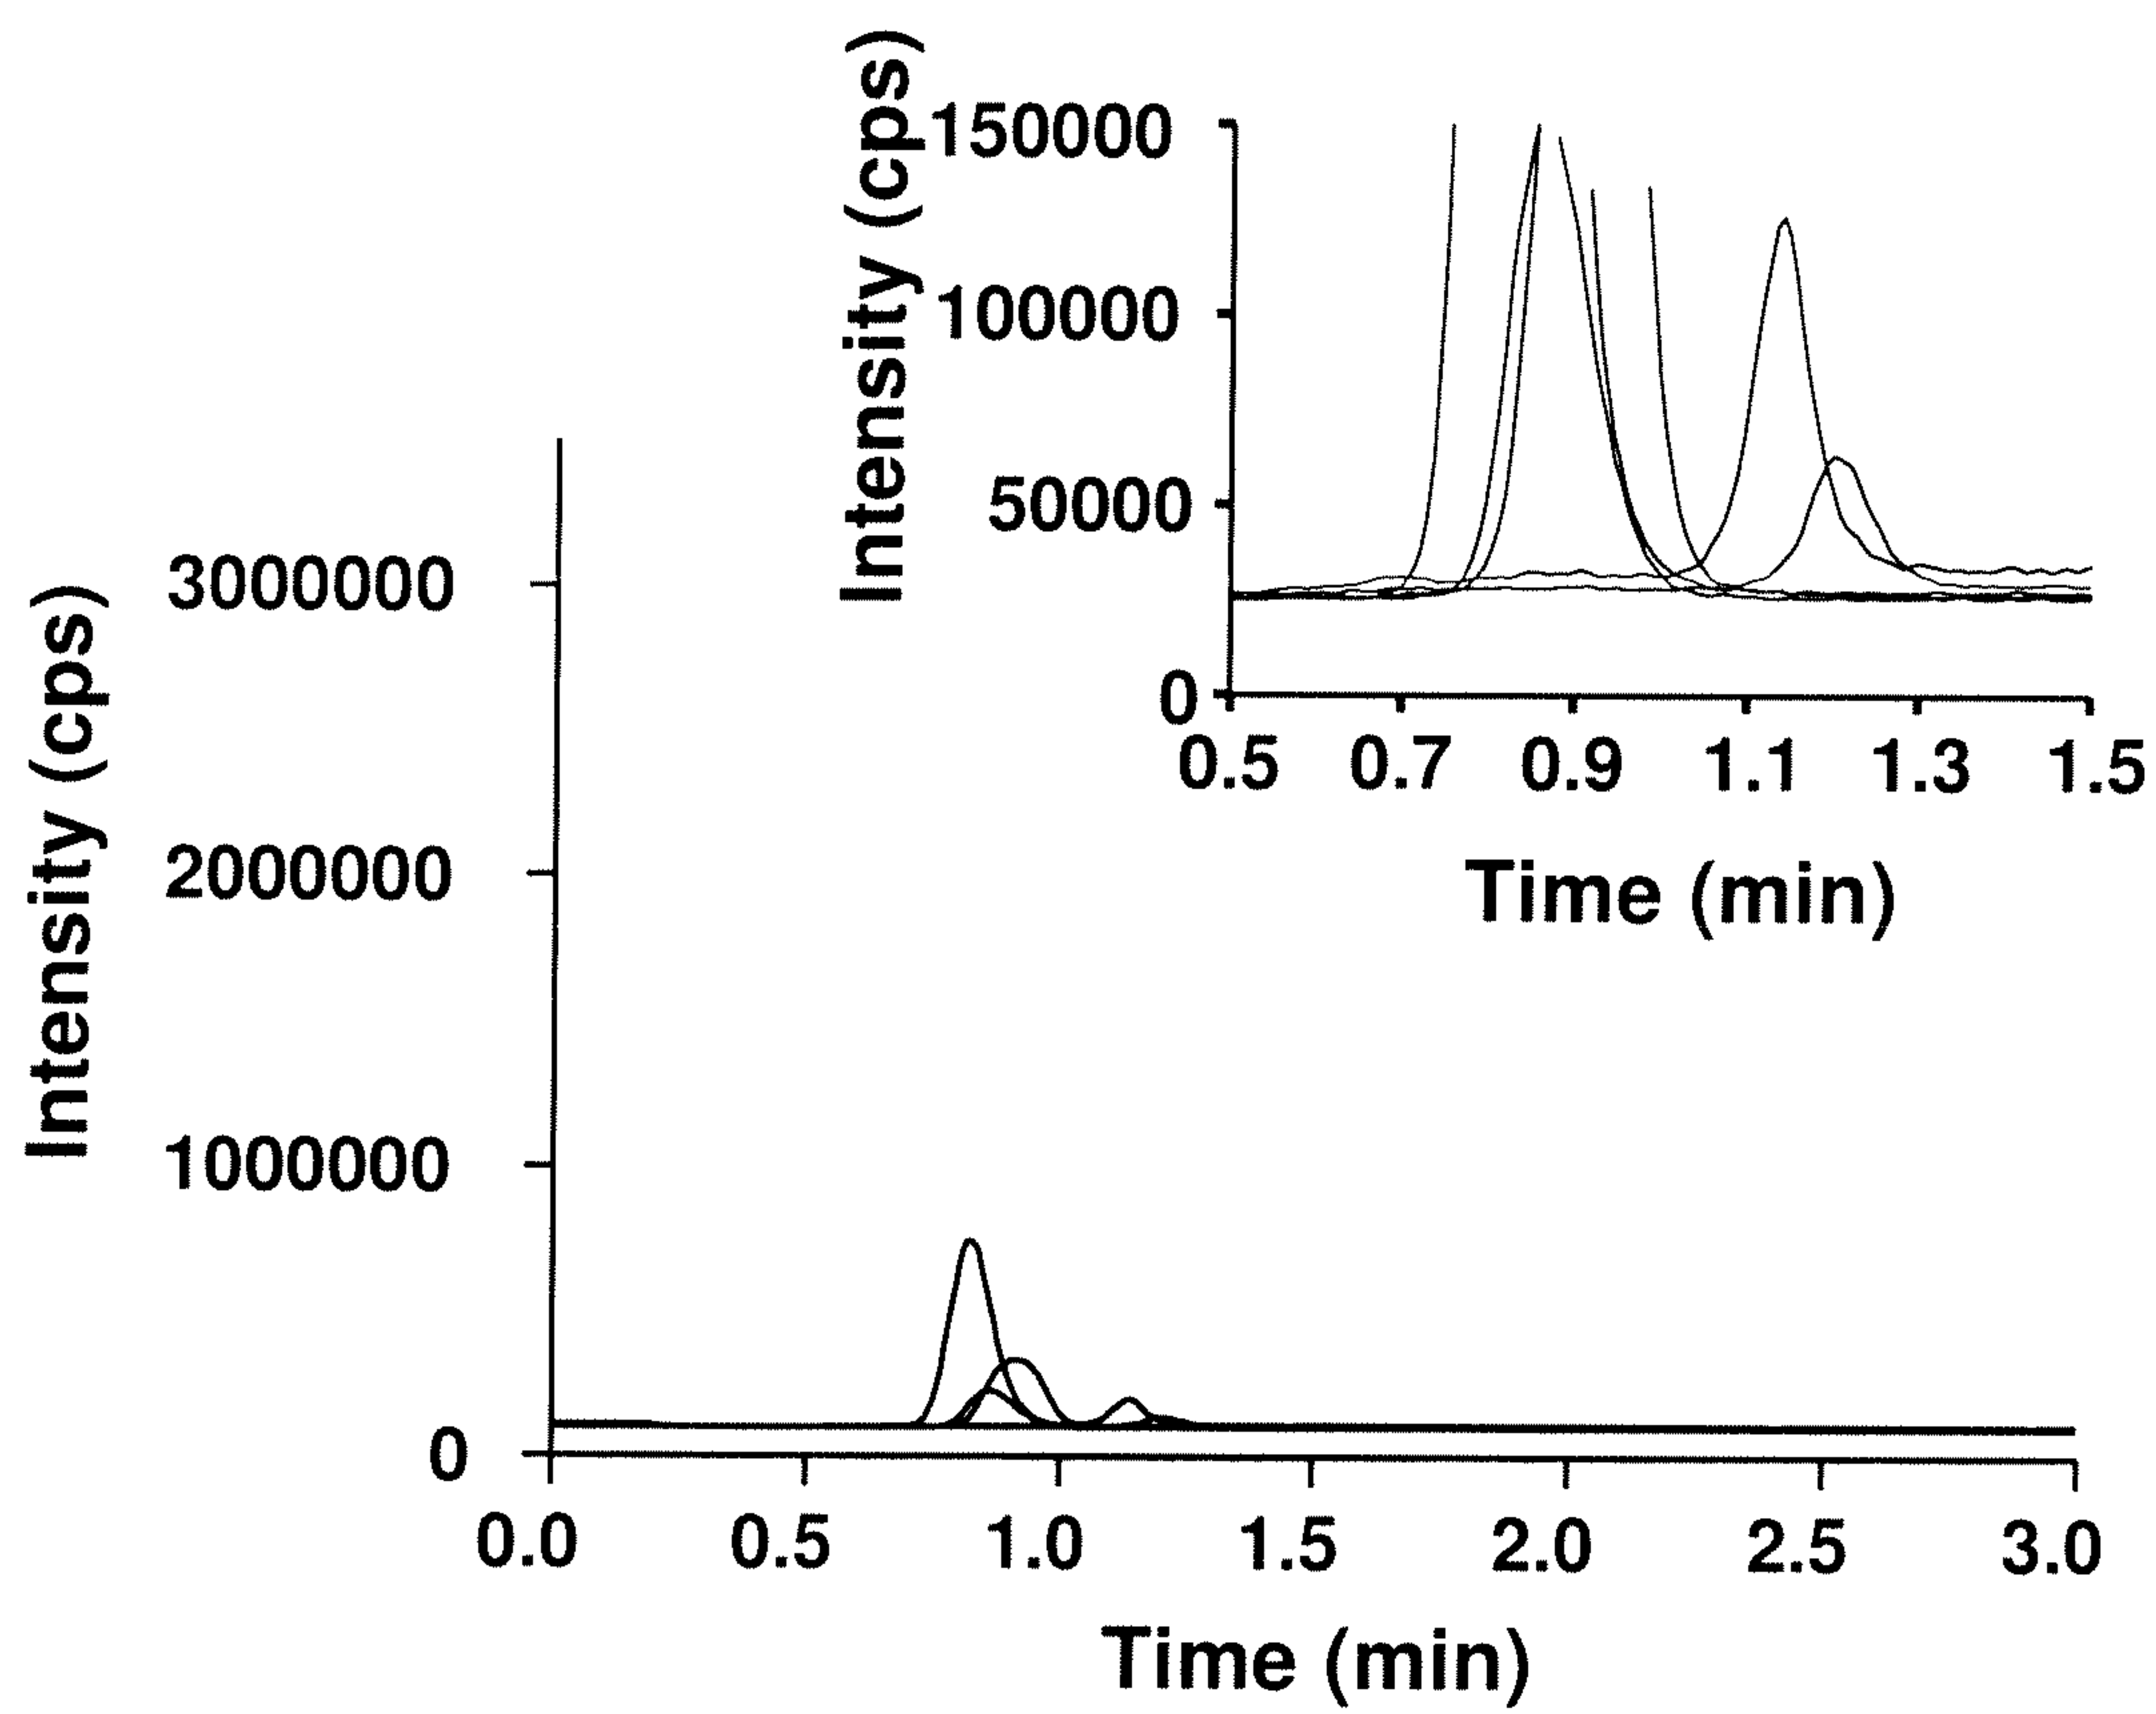 Intensity (cps)
150000
100000
50000
0
0.5 0.7 0.9 1.1 1.3 1.5
Time (min)
Intensity (cps)
3000000
2000000
1000000
0
0.0 0.5 1.0 1.5 2.0 2.5 3.0
Time (min)